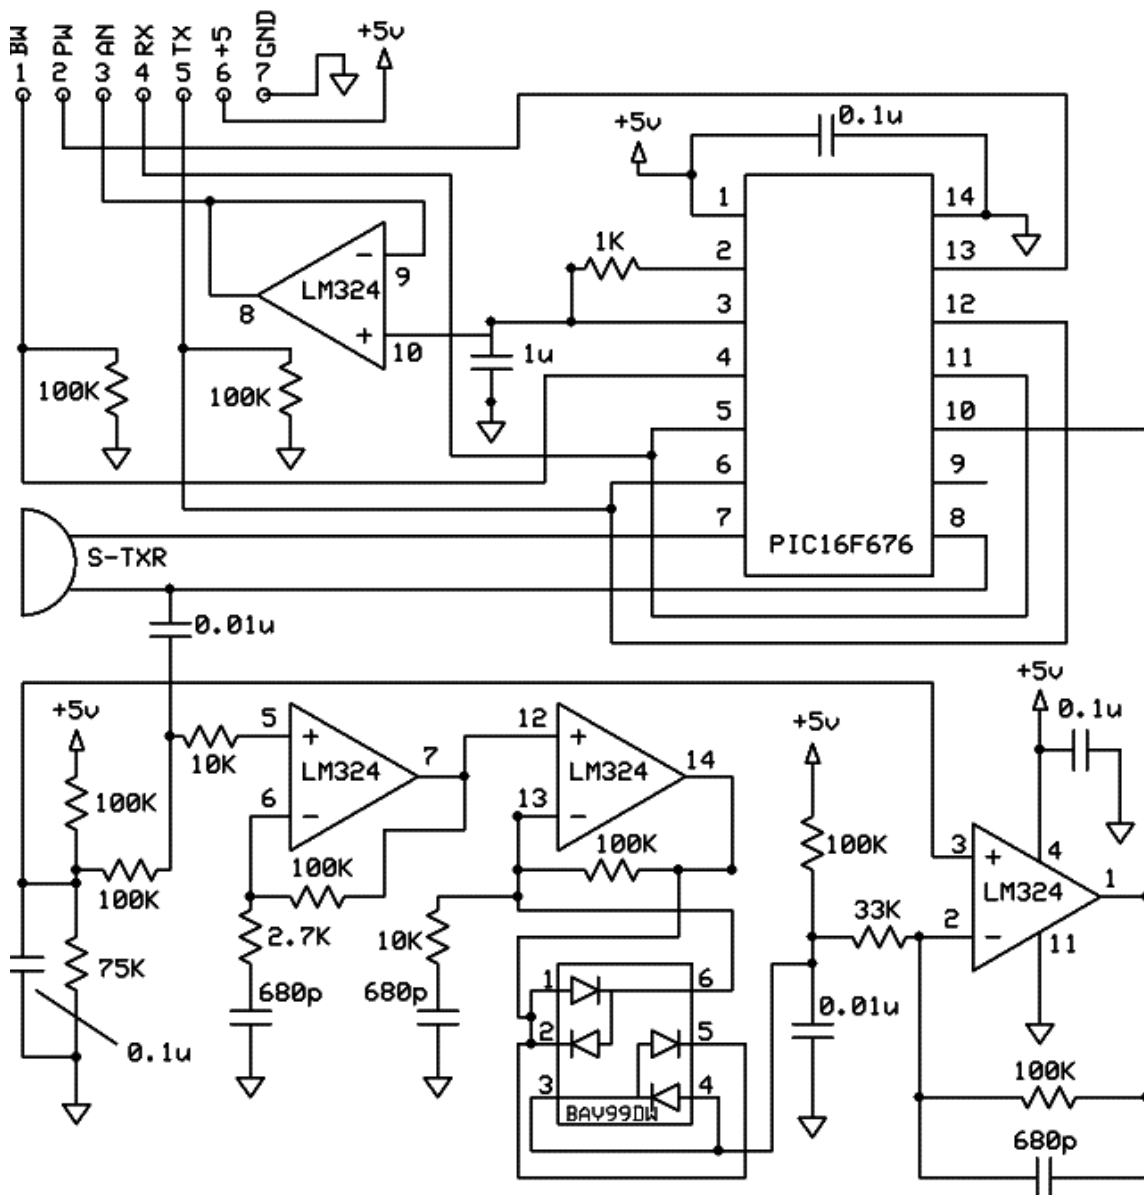 BW
PW
AN
RX
TX
+5
GND
1
2
3
4
5
6
7
+5v
+5v
0.1u
1
14
2
13
3
12
4
11
5
10
6
9
7
8
PIC16F676
1K
1u
LM324
8
9
10
100K
100K
S-TXR
0.01u
+5v
100K
100K
75K
0.1u
10K
5
6
7
LM324
100K
2.7K
680p
12
13
14
LM324
100K
10K
680p
1
2
3
6
5
4
BAV99DW
+5v
100K
33K
0.01u
+5v
0.1u
3
2
4
11
1
LM324
100K
680p